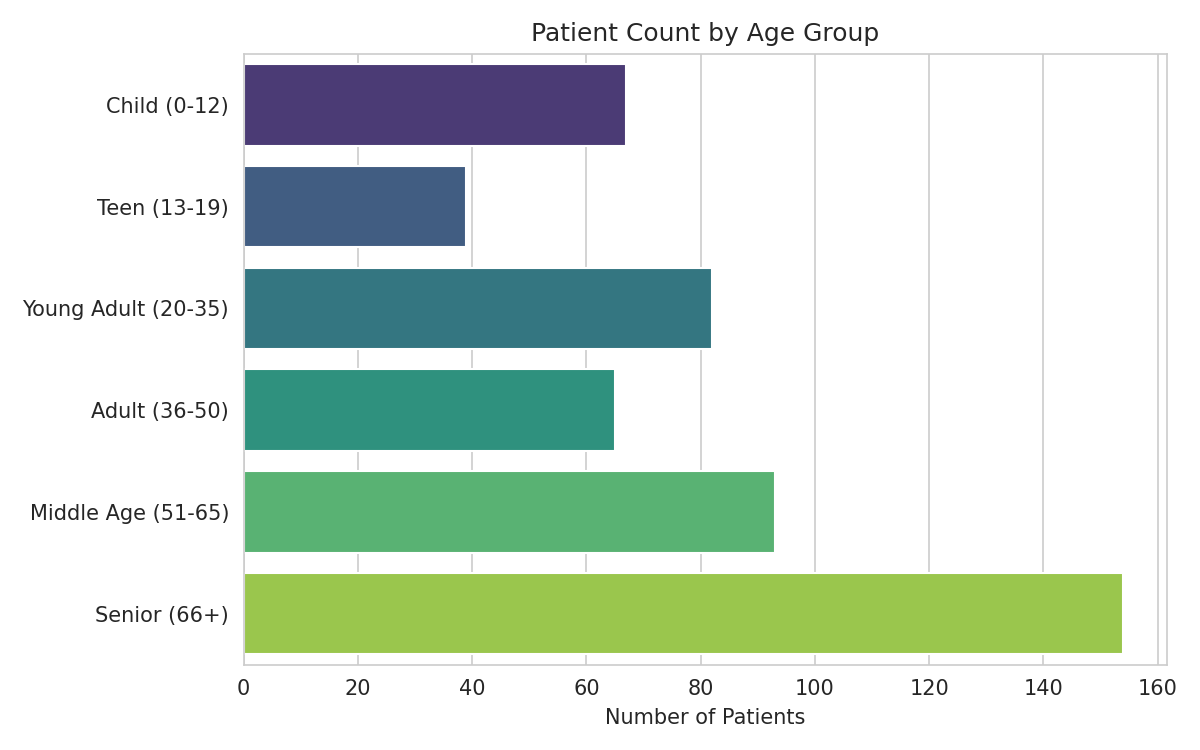 Patient Count by Age Group
Child (0-12)
Teen (13-19)
Young Adult (20-35)
Adult (36-50)
Middle Age (51-65)
Senior (66+)
0 20 40 60 80 100 120 140 160
Number of Patients